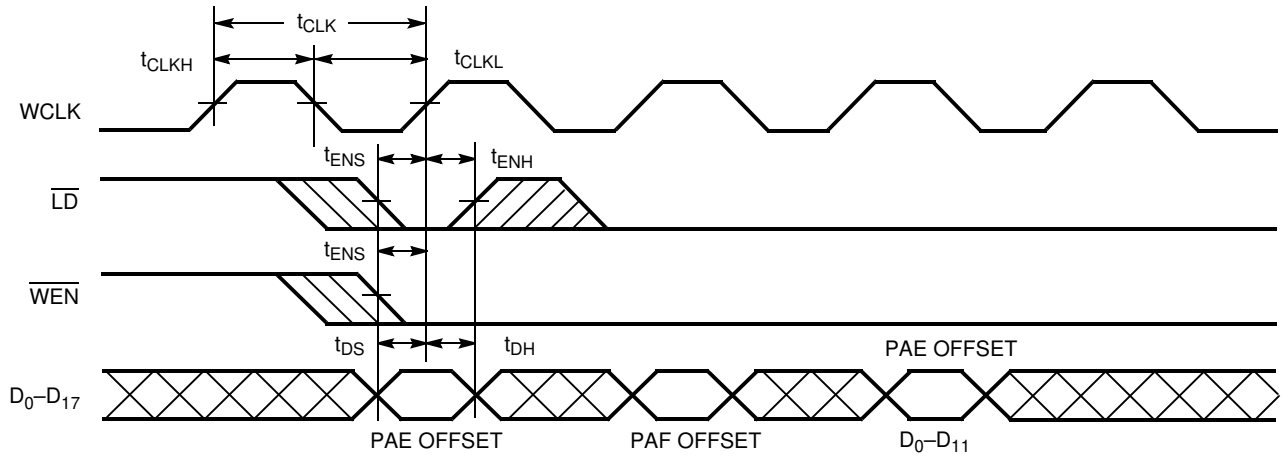 tCLK
tCLKH
tCLKL
WCLK
tENS
tENH
LD
tENS
WEN
tDS
tDH
PAE OFFSET
D0–D17
PAE OFFSET
PAF OFFSET
D0–D11